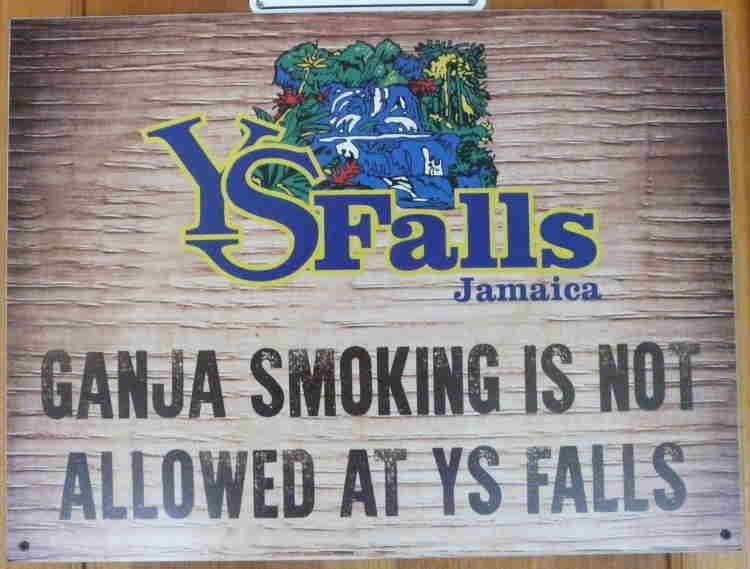 YS Falls
Jamaica
GANJA SMOKING IS NOT
ALLOWED AT YS FALLS